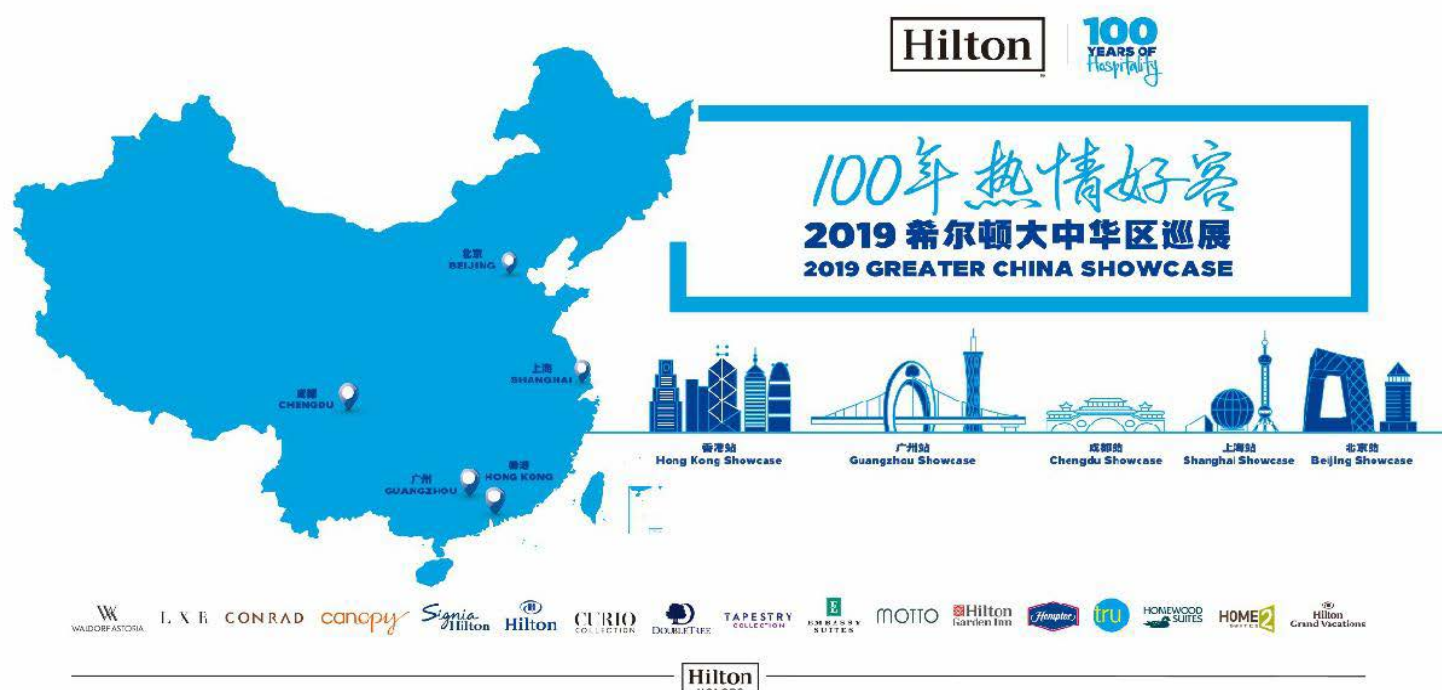 Hilton
100
YEARS OF
Hospitality
100年热情好客
2019 希尔顿大中华区巡展
2019 GREATER CHINA SHOWCASE
北京
BEIJING
上海
SHANGHAI
成都
CHENGDU
广州
GUANGZHOU
香港
HONG KONG
香港站
Hong Kong Showcase
广州站
Guangzhou Showcase
成都站
Chengdu Showcase
上海站
Shanghai Showcase
北京站
Beijing Showcase
WALDORF ASTORIA
LXR
CONRAD
canopy
Signia
Hilton
Hilton
CURIO
COLLECTION
DOUBLETREE
TAPESTRY
COLLECTION
E
EMBASSY
SUITES
MOTTO
Hilton
Garden Inn
Hampton
tru
HOMEWOOD
SUITES
HOME2
SUITES
Hilton
Grand Vacations
Hilton
HONORS